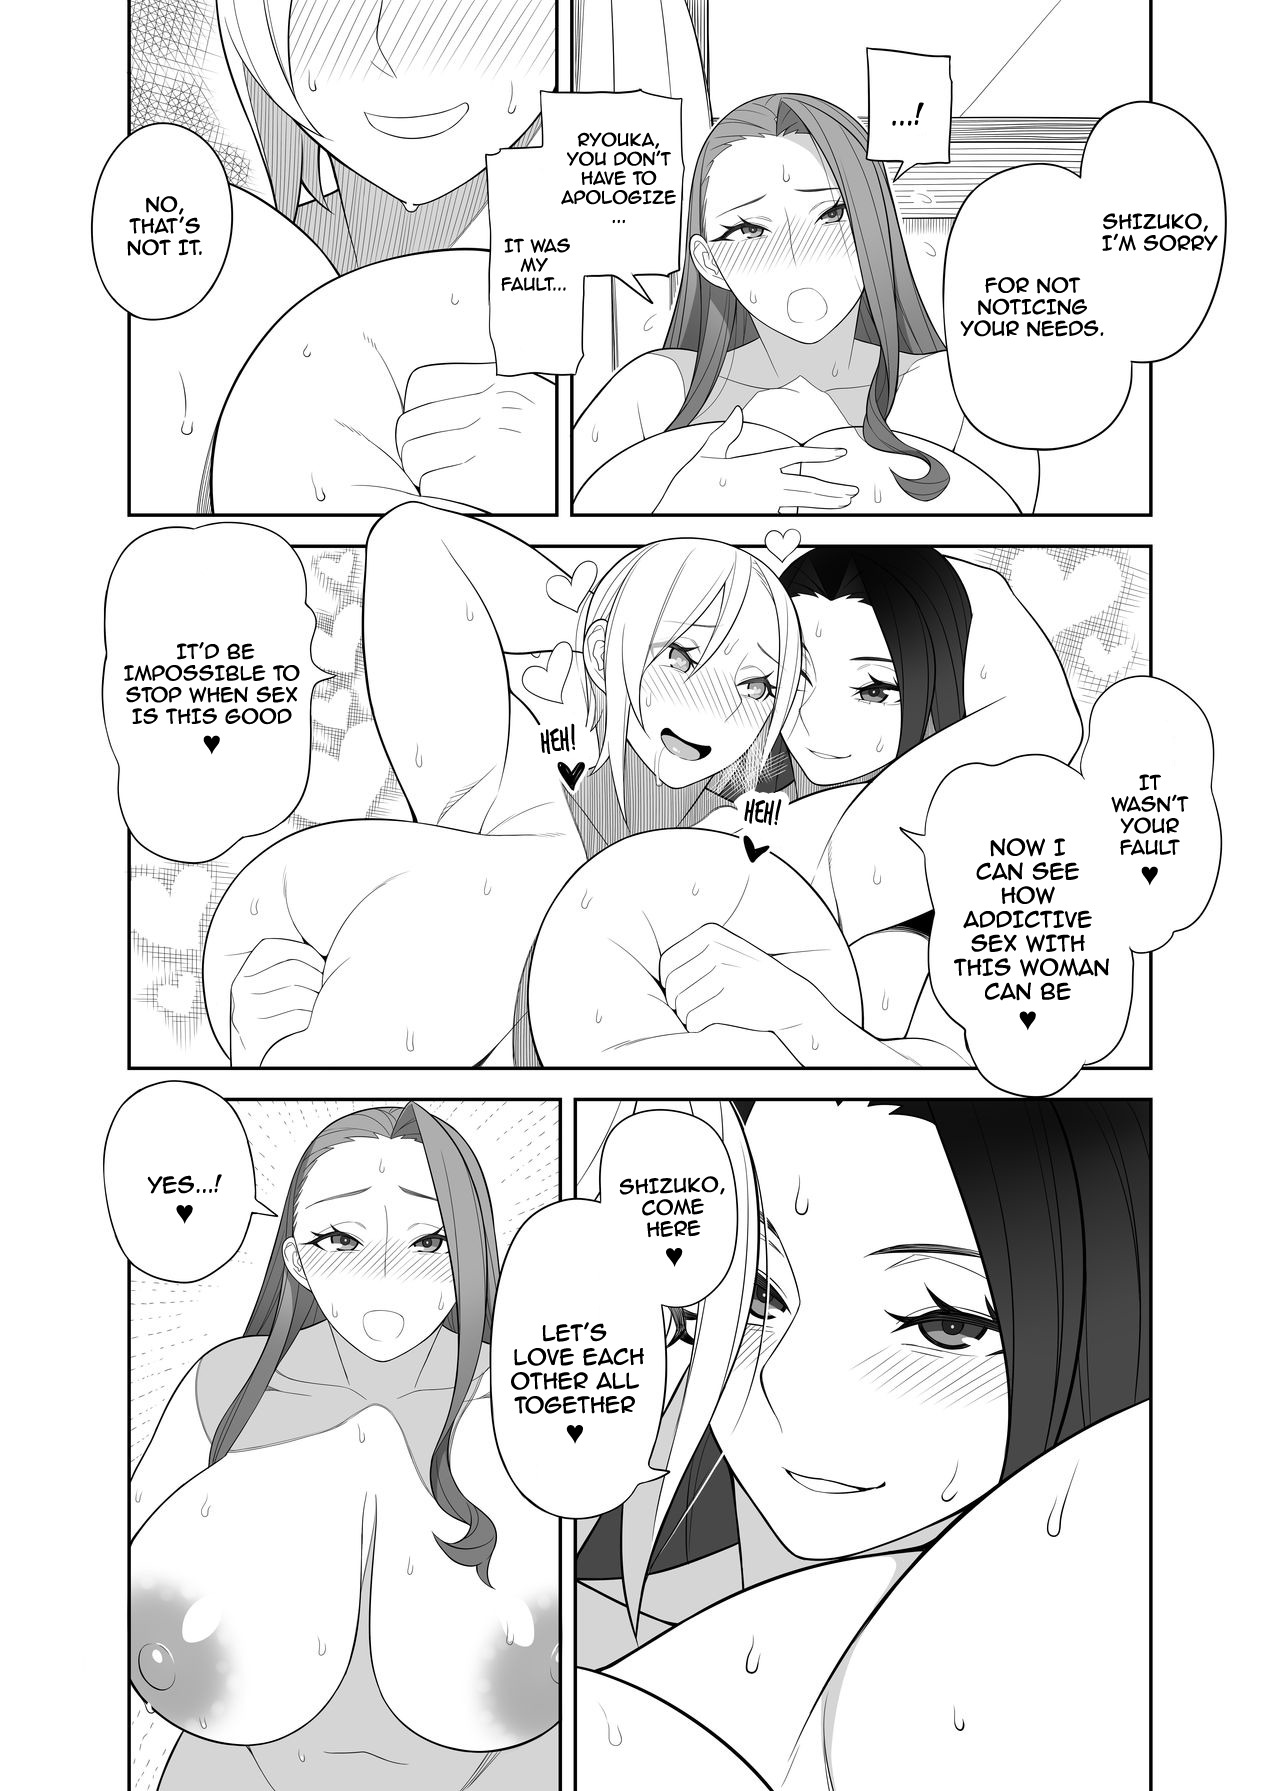 ...!
SHIZUKO,
I'M SORRY
FOR NOT
NOTICING
YOUR NEEDS.
RYOUKA,
YOU DON'T
HAVE TO
APOLOGIZE
...
IT WAS
MY
FAULT...
NO,
THAT'S
NOT IT.
IT
WASN'T
YOUR
FAULT
♥
NOW I
CAN SEE
HOW
ADDICTIVE
SEX WITH
THIS WOMAN
CAN BE
♥
HEH!
♥
HEH!
♥
IT'D BE
IMPOSSIBLE TO
STOP WHEN SEX
IS THIS GOOD
♥
SHIZUKO,
COME
HERE
♥
LET'S
LOVE EACH
OTHER ALL
TOGETHER
♥
YES...!
♥